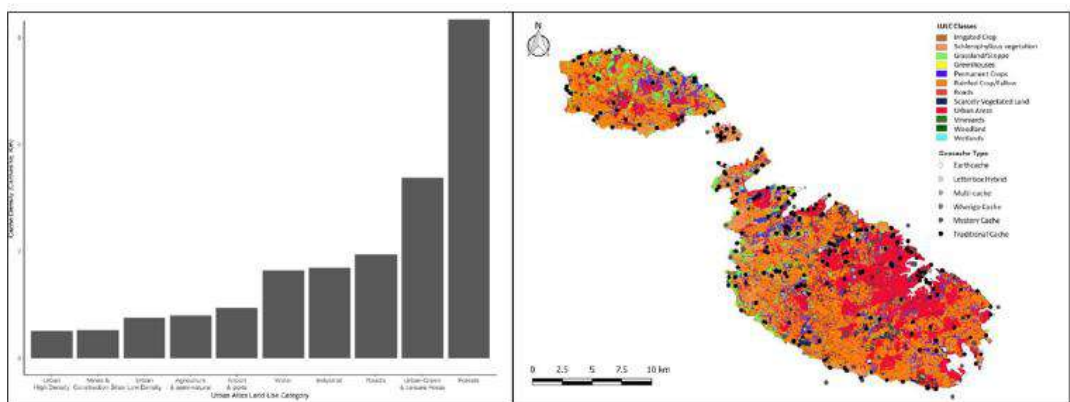 Urban
High Density
Mines &
Construction Sites
Urban
Low Density
Agriculture
& semi-natural
Airport
& ports
Water
Industrial
Roads
Urban Green
& Leisure Areas
Forests
Urban Atlas Land Use Category
N
0 2.5 5 7.5 10 km
LULC Classes
Irrigated Crop
Schlerophyllous vegetation
Grassland/Steppe
Greenhouses
Permanent Crops
Rainfed Crop/Fallow
Roads
Scarcely Vegetated Land
Urban Areas
Vineyards
Woodland
Wetlands
Geocache Type
Earthcache
Letterbox Hybrid
Multi-cache
Wherigo Cache
Mystery Cache
Traditional Cache